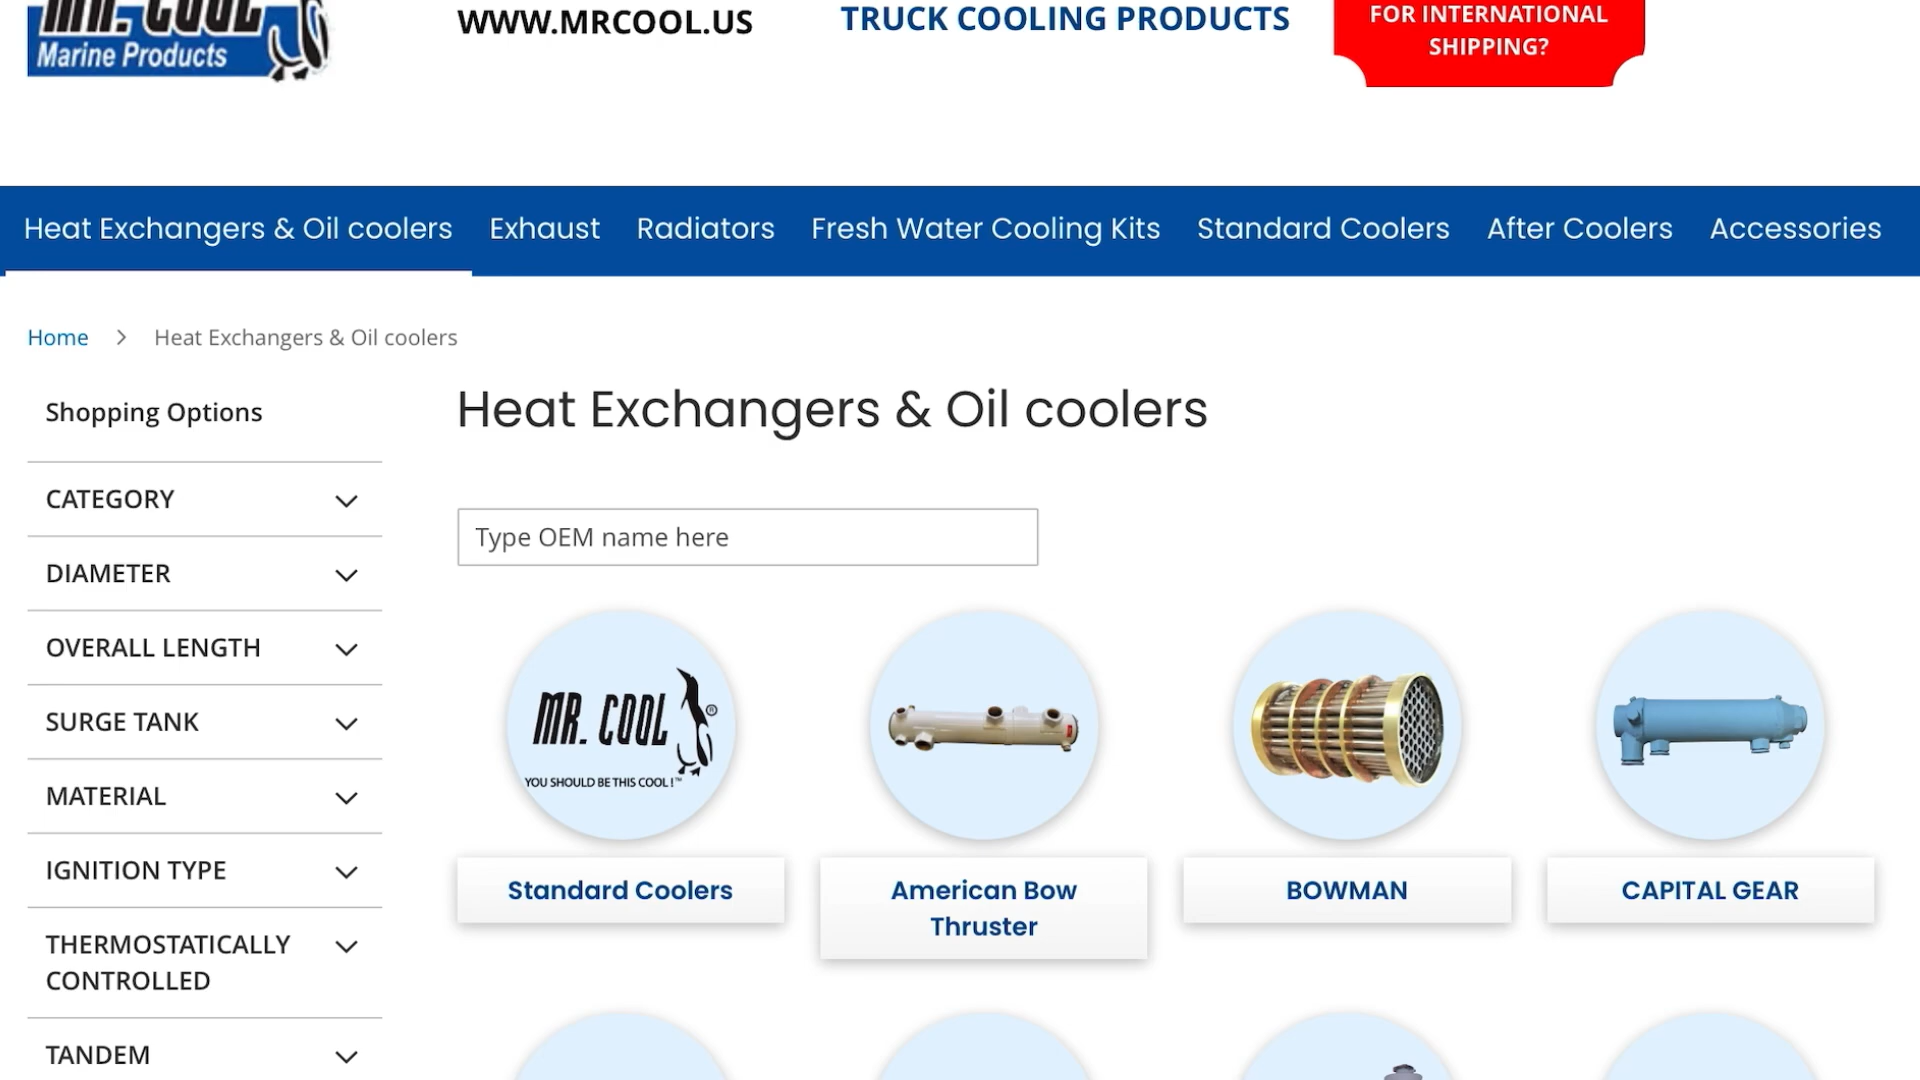 MR. COOL
Marine Products
WWW.MRCOOL.US
TRUCK COOLING PRODUCTS
FOR INTERNATIONAL
SHIPPING?
Heat Exchangers & Oil coolers
Exhaust
Radiators
Fresh Water Cooling Kits
Standard Coolers
After Coolers
Accessories
Home
Heat Exchangers & Oil coolers
Shopping Options
CATEGORY
DIAMETER
OVERALL LENGTH
SURGE TANK
MATERIAL
IGNITION TYPE
THERMOSTATICALLY
CONTROLLED
TANDEM
Heat Exchangers & Oil coolers
Type OEM name here
MR. COOL ®
YOU SHOULD BE THIS COOL!™
Standard Coolers
American Bow
Thruster
BOWMAN
CAPITAL GEAR